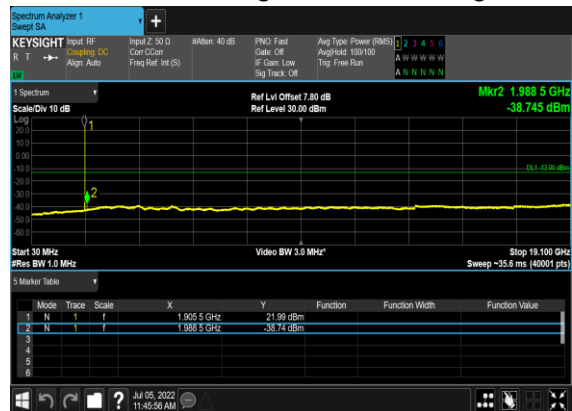 Spectrum Analyzer 1
Swept SA
+
KEYSIGHT Input: RF Input Z: 50 Ω #Atten: 40 dB PNO: Fast Avg Type: Power (RMS) 1 2 3 4 5 6
R T Coupling: DC Corr CCorr Gate: Off Avg|Hold: 100/100 A W W W W W
Align: Auto Freq Ref: Int (S) IF Gain: Low Trig: Free Run
Sig Track: Off A N N N N N
1 Spectrum Ref Lvl Offset 7.80 dB Mkr2 1.988 5 GHz
Scale/Div 10 dB Ref Level 30.00 dBm -38.745 dBm
Log
20.0
10.0
0.00
-10.0
DL1 -13.00 dBm
-20.0
-30.0
-40.0
-50.0
-60.0
1
2
Start 30 MHz Video BW 3.0 MHz* Stop 19.100 GHz
#Res BW 1.0 MHz Sweep ~35.6 ms (40001 pts)
5 Marker Table
Mode Trace Scale X Y Function Function Width Function Value
1 N 1 f 1.905 5 GHz 21.99 dBm
2 N 1 f 1.988 5 GHz -38.74 dBm
3
4
5
6
?
Jul 05, 2022
11:45:56 AM